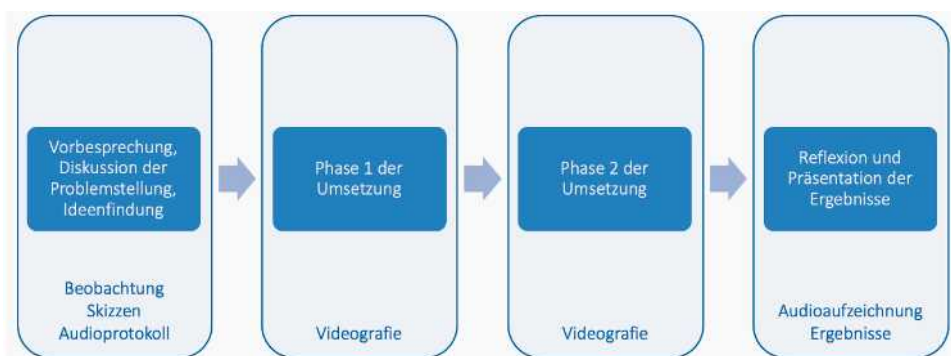 Vorbesprechung,
Diskussion der
Problemstellung,
Ideenfindung
Beobachtung
Skizzen
Audioprotokoll
Phase 1 der
Umsetzung
Videografie
Phase 2 der
Umsetzung
Videografie
Reflexion und
Präsentation der
Ergebnisse
Audioaufzeichnung
Ergebnisse